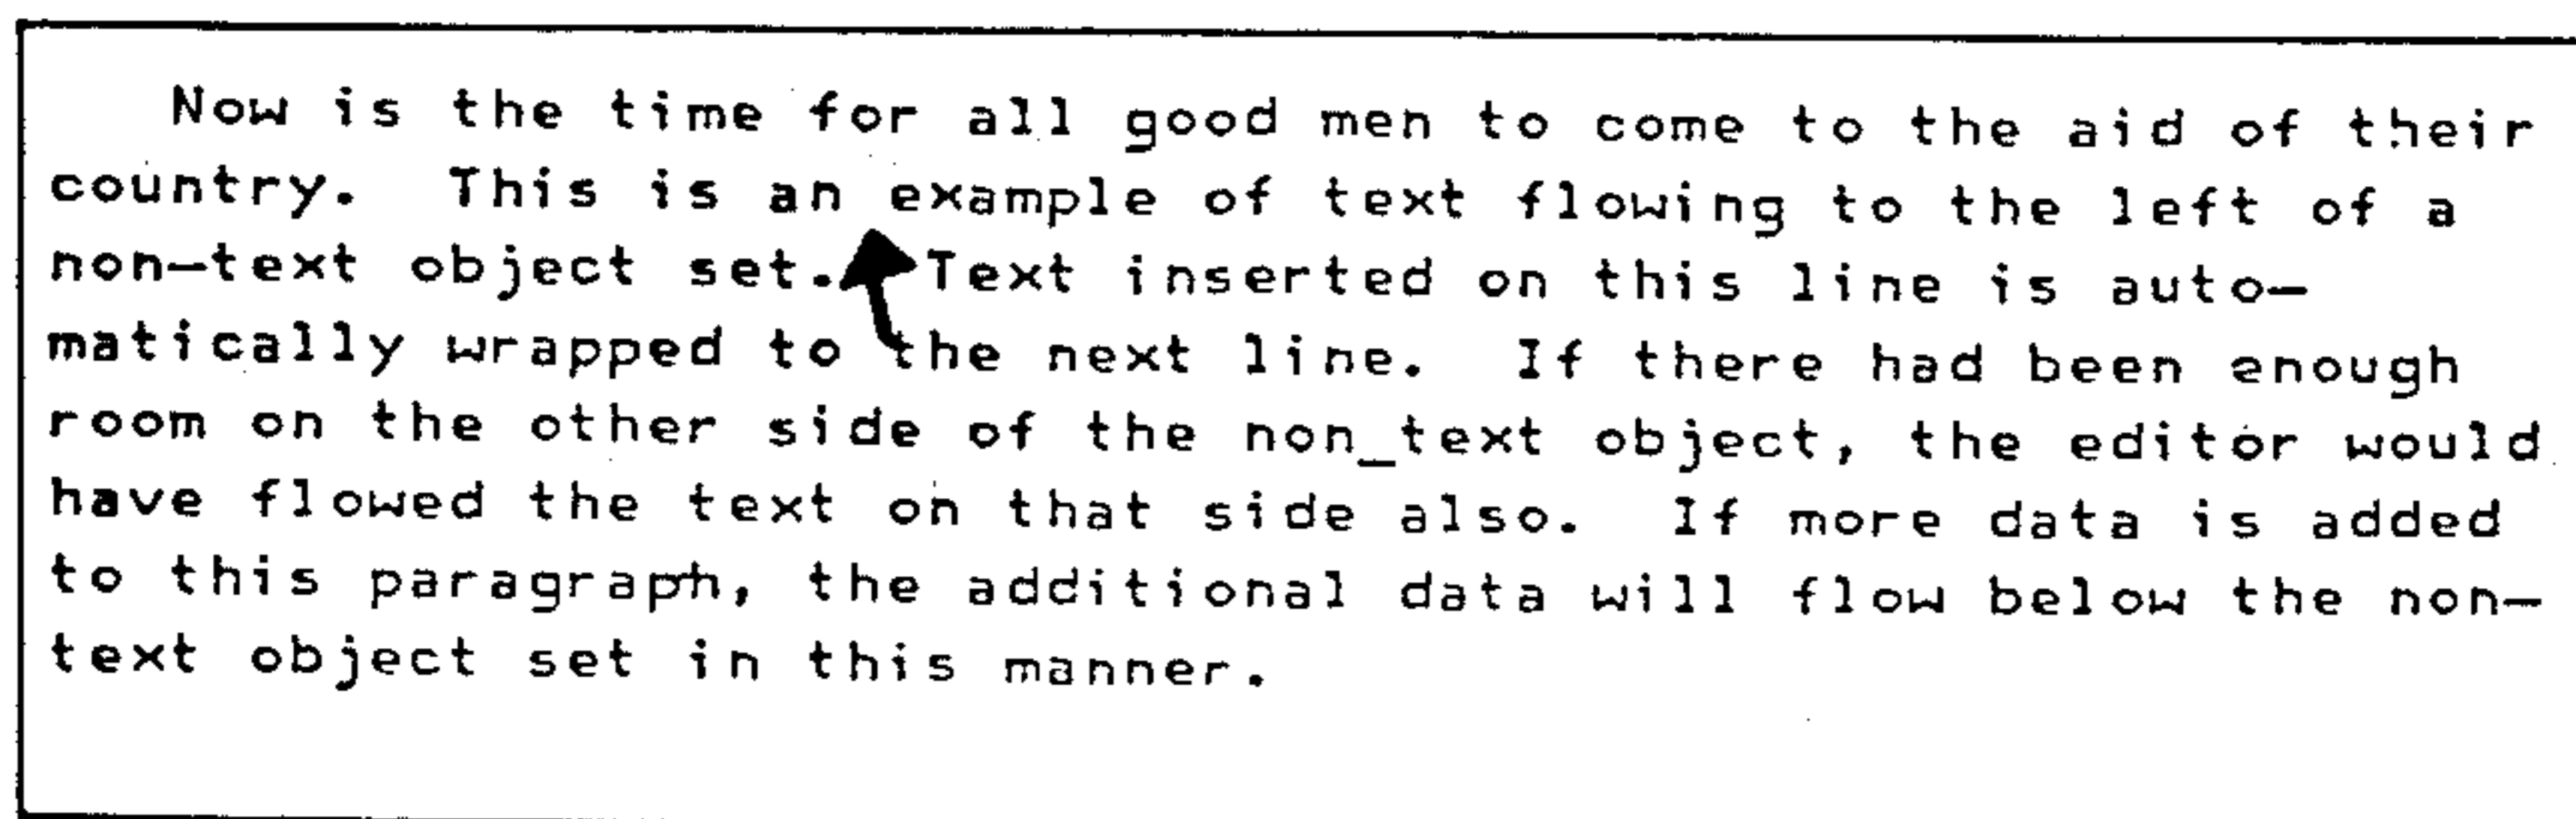 Now is the time for all good men to come to the aid of their
country. This is an example of text flowing to the left of a
non-text object set. Text inserted on this line is auto-
matically wrapped to the next line. If there had been enough
room on the other side of the non_text object, the editor would
have flowed the text on that side also. If more data is added
to this paragraph, the additional data will flow below the non-
text object set in this manner.